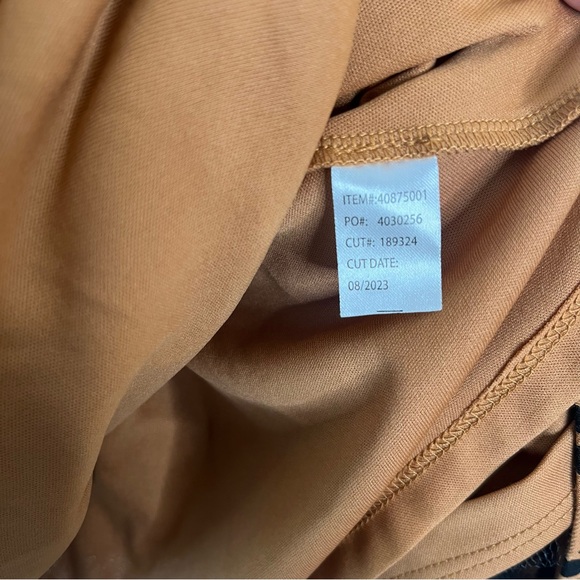 ITEM#:40875001
PO#: 4030256
CUT#: 189324
CUT DATE:
08/2023